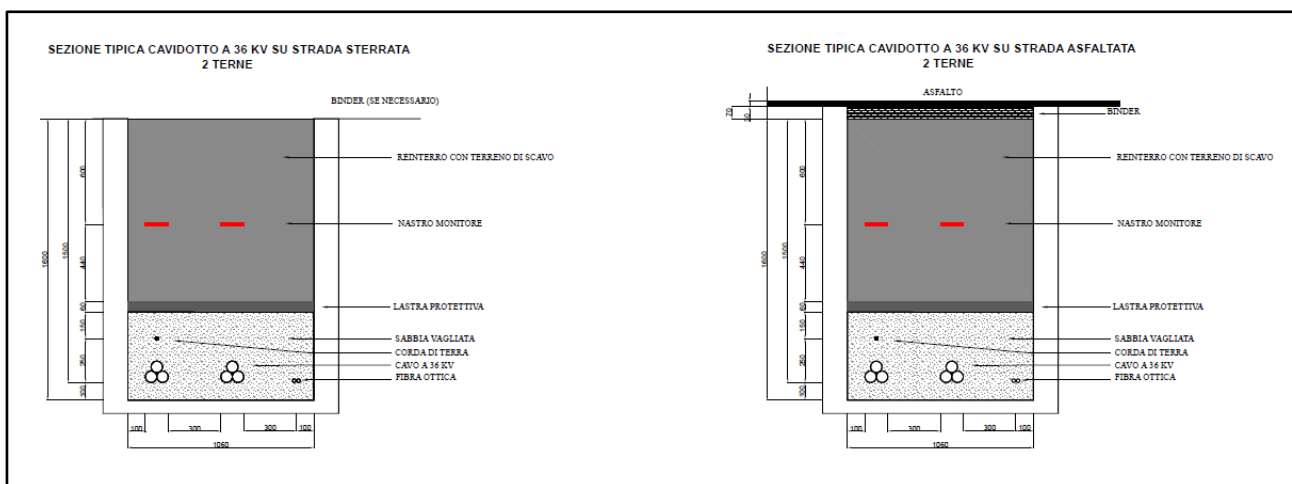 SEZIONE TIPICA CAVIDOTTO A 36 KV SU STRADA STERRATA
2 TERNE
BINDER (SE NECESSARIO)
REINTERRO CON TERRENO DI SCAVO
NASTRO MONITORE
LASTRA PROTETTIVA
SABBIA VAGLIATA
CORDA DI TERRA
CAVO A 36 KV
FIBRA OTTICA
1600
1500
600
440
60
150
250
100
100
300
300
100
1060
SEZIONE TIPICA CAVIDOTTO A 36 KV SU STRADA ASFALTATA
2 TERNE
ASFALTO
BINDER
REINTERRO CON TERRENO DI SCAVO
NASTRO MONITORE
LASTRA PROTETTIVA
SABBIA VAGLIATA
CORDA DI TERRA
CAVO A 36 KV
FIBRA OTTICA
70
1600
1500
600
440
60
150
250
100
100
300
300
100
1060